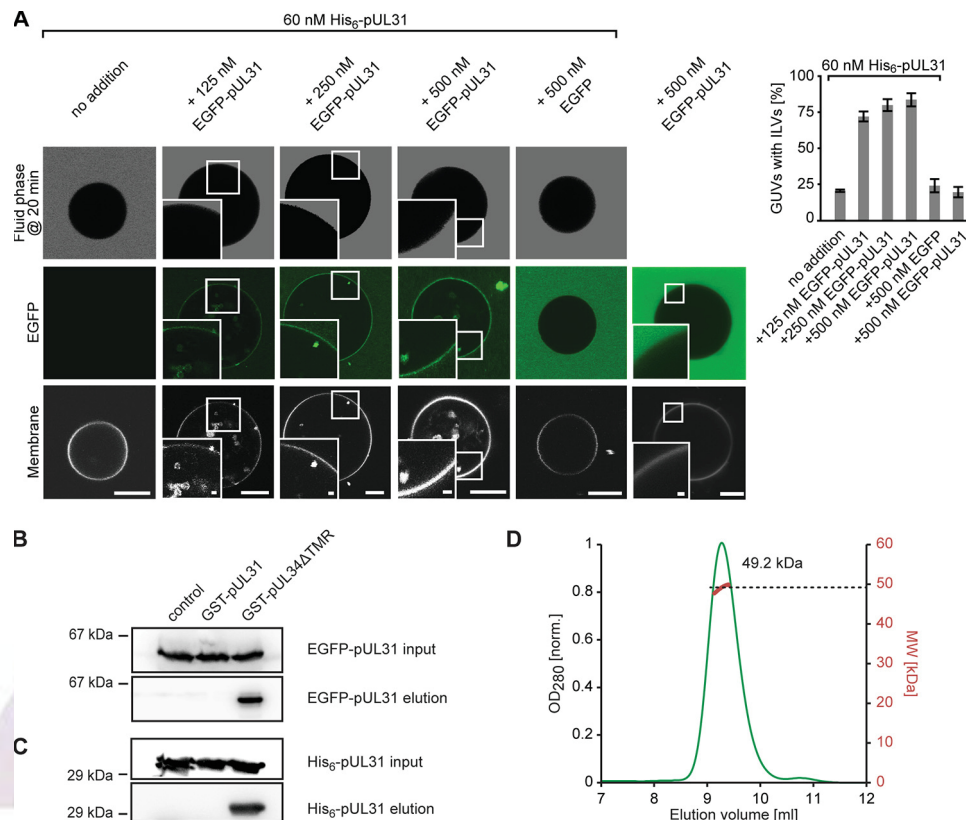 A
60 nM His6-pUL31
no addition
+ 125 nM
EGFP-pUL31
+ 250 nM
EGFP-pUL31
+ 500 nM
EGFP-pUL31
+ 500 nM
EGFP
+ 500 nM
EGFP-pUL31
Fluid phase
@ 20 min
EGFP
Membrane
60 nM His6-pUL31
GUVs with ILVs [%]
100
75
50
25
0
no addition
+125 nM EGFP-pUL31
+250 nM EGFP-pUL31
+500 nM EGFP-pUL31
+500 nM EGFP
+500 nM EGFP-pUL31
B
control
GST-pUL31
GST-pUL34ΔTMR
67 kDa
EGFP-pUL31 input
67 kDa
EGFP-pUL31 elution
C
29 kDa
His6-pUL31 input
29 kDa
His6-pUL31 elution
D
49.2 kDa
OD280 [norm.]
1
0.8
0.6
0.4
0.2
0
MW [kDa]
60
50
40
30
20
10
0
7 8 9 10 11 12
Elution volume [ml]